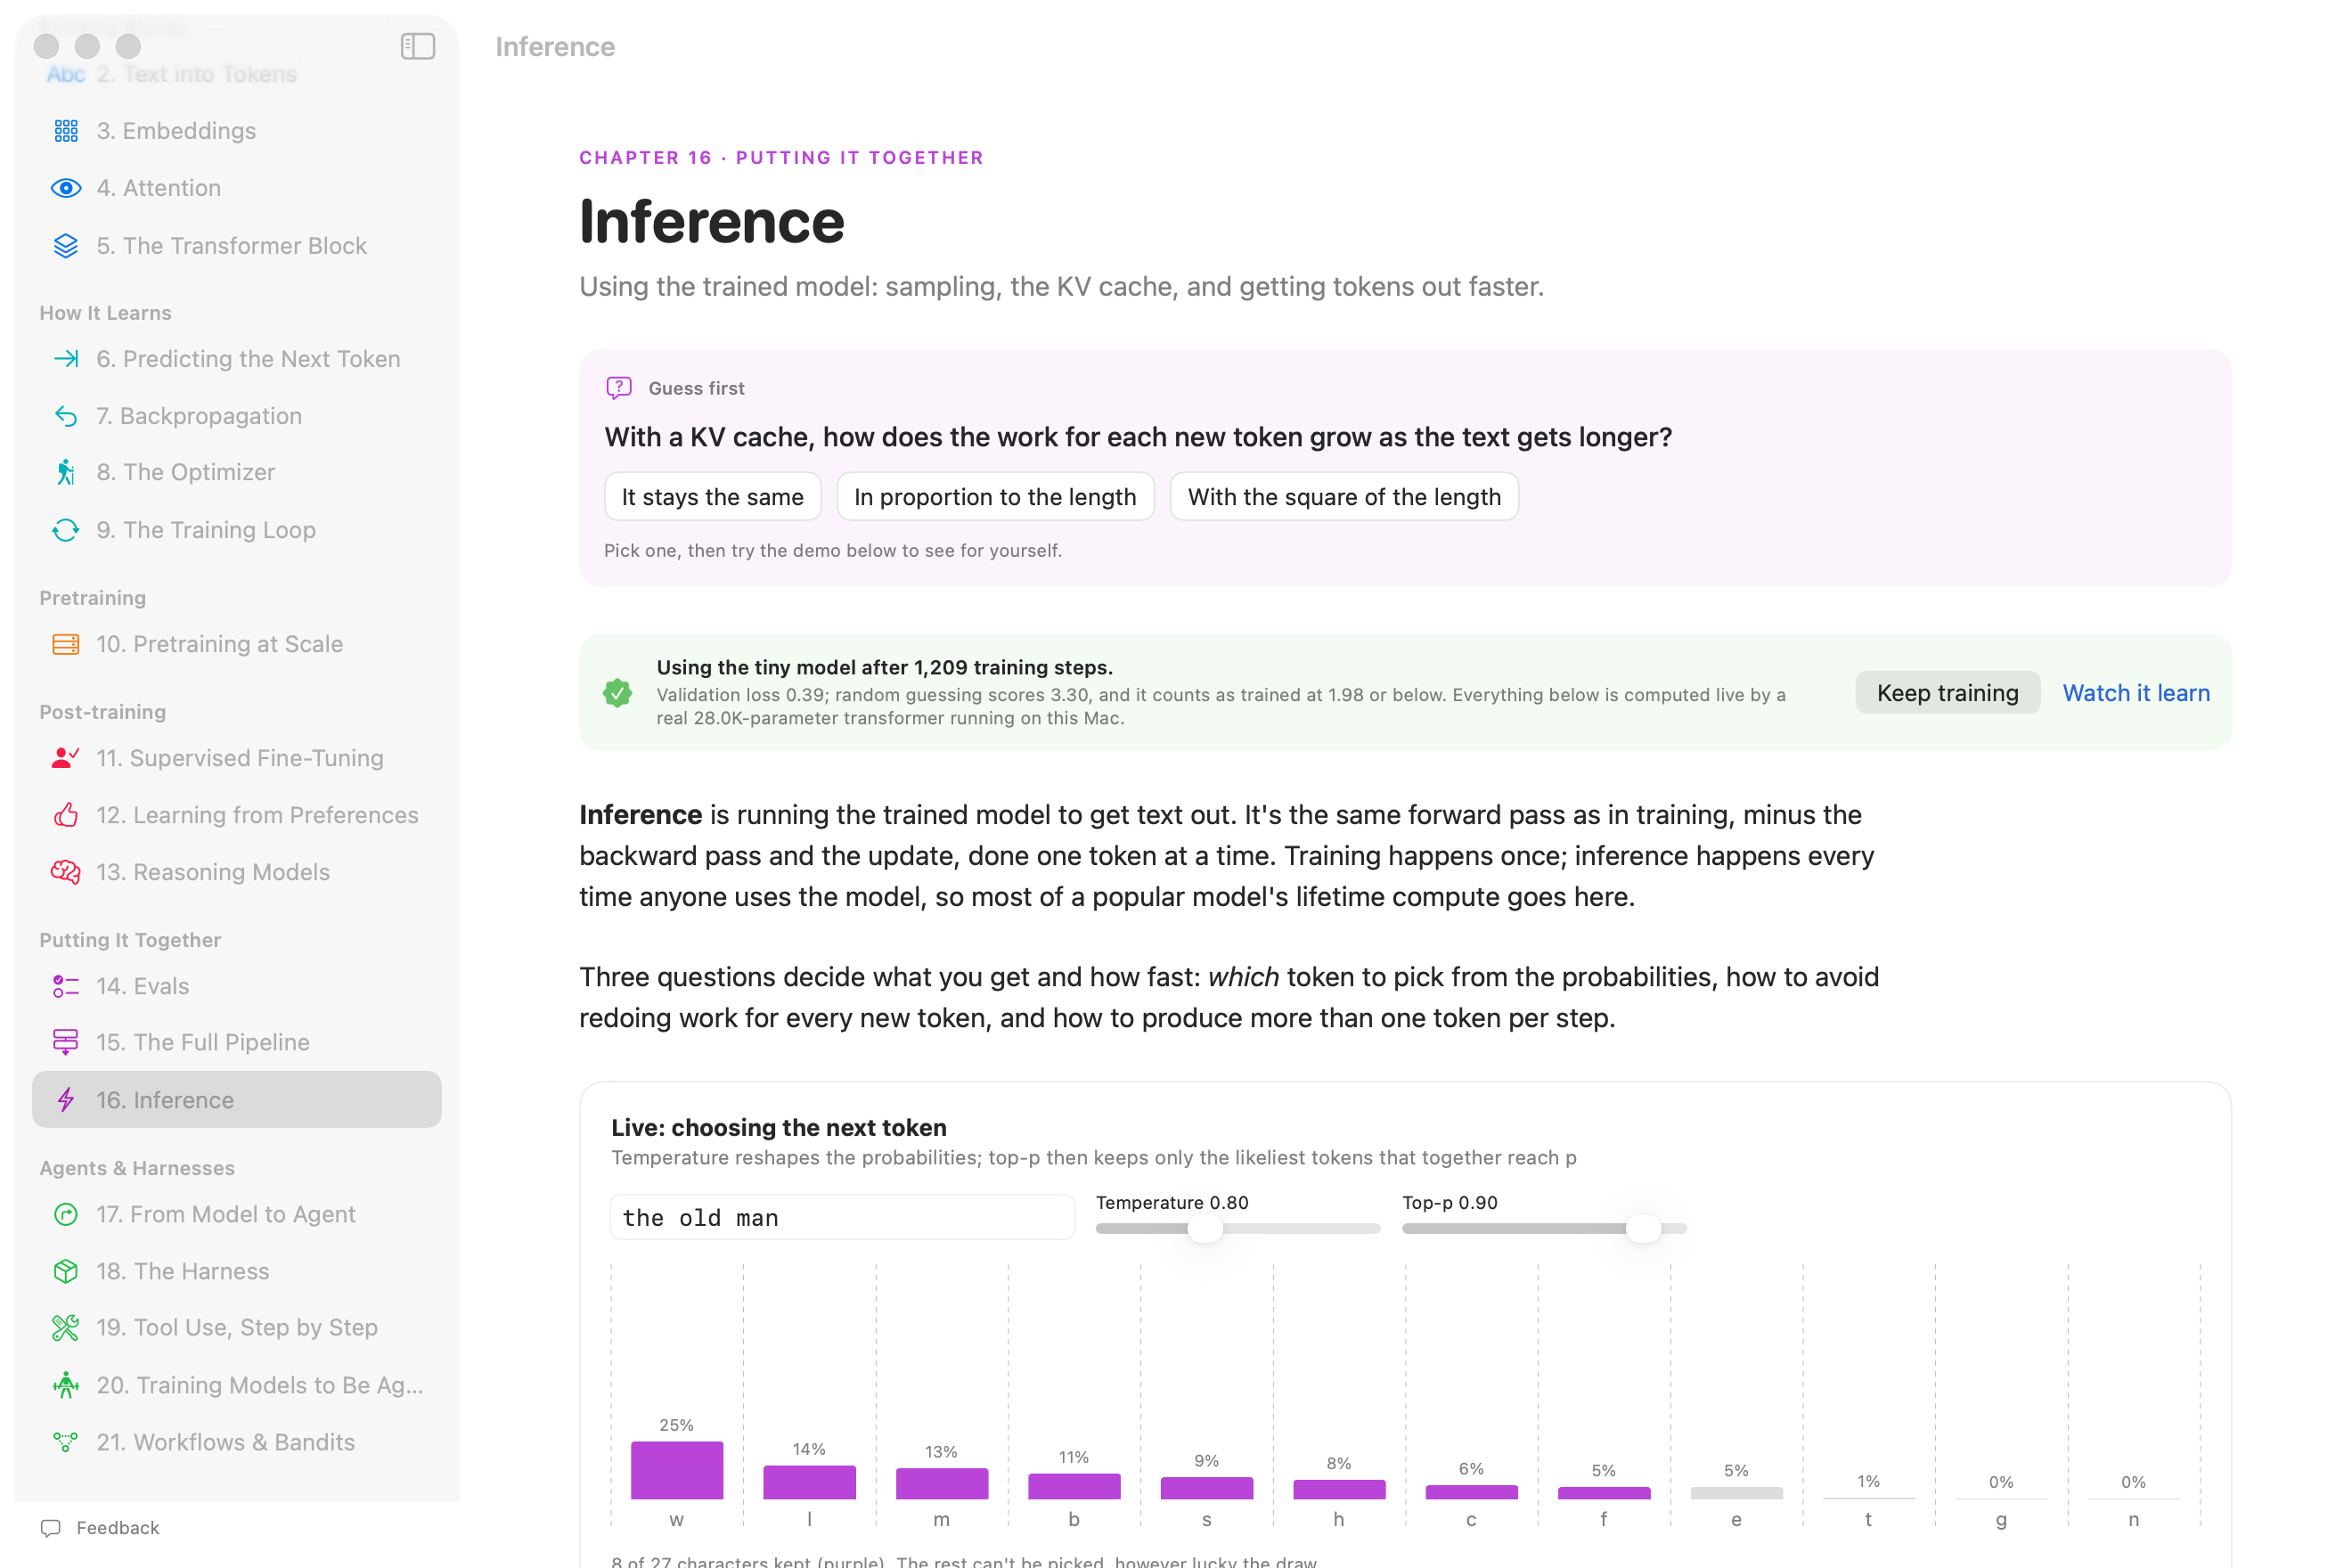 Abc 2. Text into Tokens
3. Embeddings
4. Attention
5. The Transformer Block
How It Learns
6. Predicting the Next Token
7. Backpropagation
8. The Optimizer
9. The Training Loop
Pretraining
10. Pretraining at Scale
Post-training
11. Supervised Fine-Tuning
12. Learning from Preferences
13. Reasoning Models
Putting It Together
14. Evals
15. The Full Pipeline
16. Inference
Agents & Harnesses
17. From Model to Agent
18. The Harness
19. Tool Use, Step by Step
20. Training Models to Be Ag...
21. Workflows & Bandits
Feedback
Inference
CHAPTER 16 · PUTTING IT TOGETHER
Inference
Using the trained model: sampling, the KV cache, and getting tokens out faster.
Guess first
With a KV cache, how does the work for each new token grow as the text gets longer?
It stays the same
In proportion to the length
With the square of the length
Pick one, then try the demo below to see for yourself.
Using the tiny model after 1,209 training steps.
Validation loss 0.39; random guessing scores 3.30, and it counts as trained at 1.98 or below. Everything below is computed live by a
real 28.0K-parameter transformer running on this Mac.
Keep training
Watch it learn
Inference is running the trained model to get text out. It's the same forward pass as in training, minus the
backward pass and the update, done one token at a time. Training happens once; inference happens every
time anyone uses the model, so most of a popular model's lifetime compute goes here.
Three questions decide what you get and how fast: which token to pick from the probabilities, how to avoid
redoing work for every new token, and how to produce more than one token per step.
Live: choosing the next token
Temperature reshapes the probabilities; top-p then keeps only the likeliest tokens that together reach p
the old man
Temperature 0.80
Top-p 0.90
25% 14% 13% 11% 9% 8% 6% 5% 5% 1% 0% 0%
w l m b s h c f e t g n
8 of 27 characters kept (purple). The rest can't be picked, however lucky the draw.